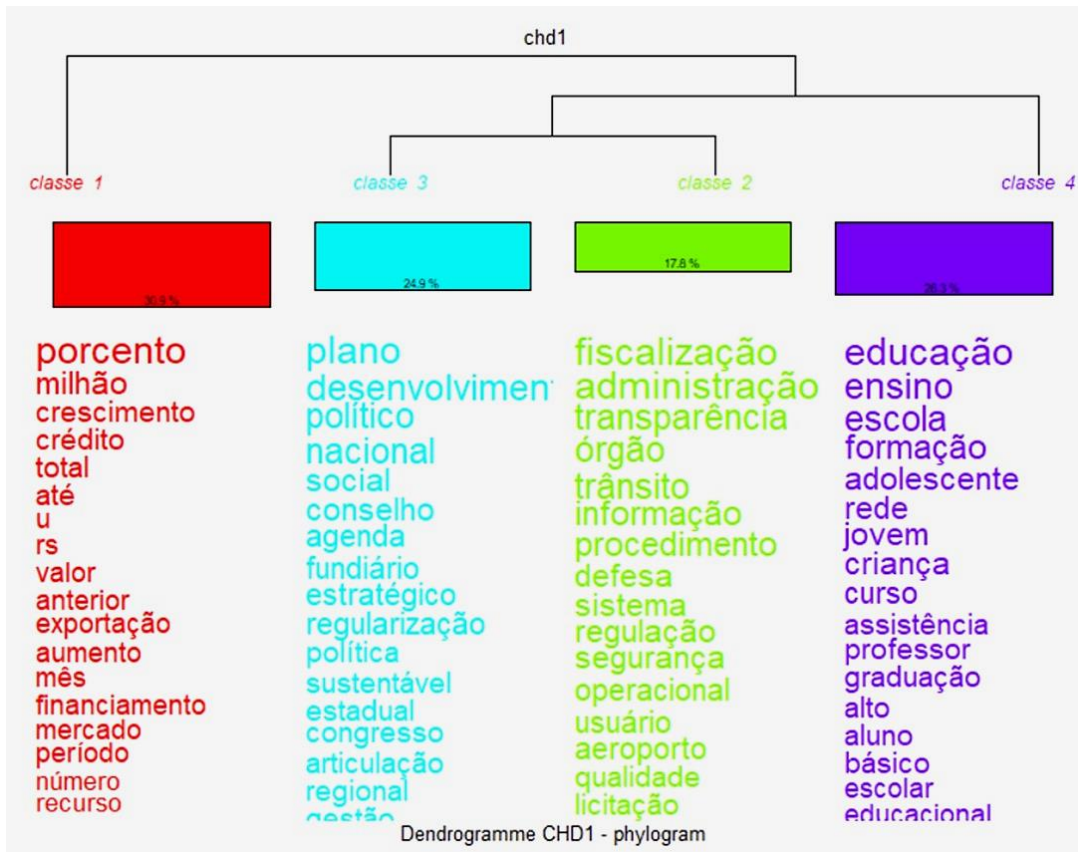 chd1
classe 1
classe 3
classe 2
classe 4
30.9 %
24.9 %
17.8 %
26.3 %
porcento
milhão
crescimento
crédito
total
até
u
rs
valor
anterior
exportação
aumento
mês
financiamento
mercado
período
número
recurso
plano
desenvolviment
político
nacional
social
conselho
agenda
fundiário
estratégico
regularização
política
sustentável
estadual
congresso
articulação
regional
gestão
fiscalização
administração
transparência
órgão
trânsito
informação
procedimento
defesa
sistema
regulação
segurança
operacional
usuário
aeroporto
qualidade
licitação
educação
ensino
escola
formação
adolescente
rede
jovem
criança
curso
assistência
professor
graduação
alto
aluno
básico
escolar
educacional
Dendrogramme CHD1 - phylogram